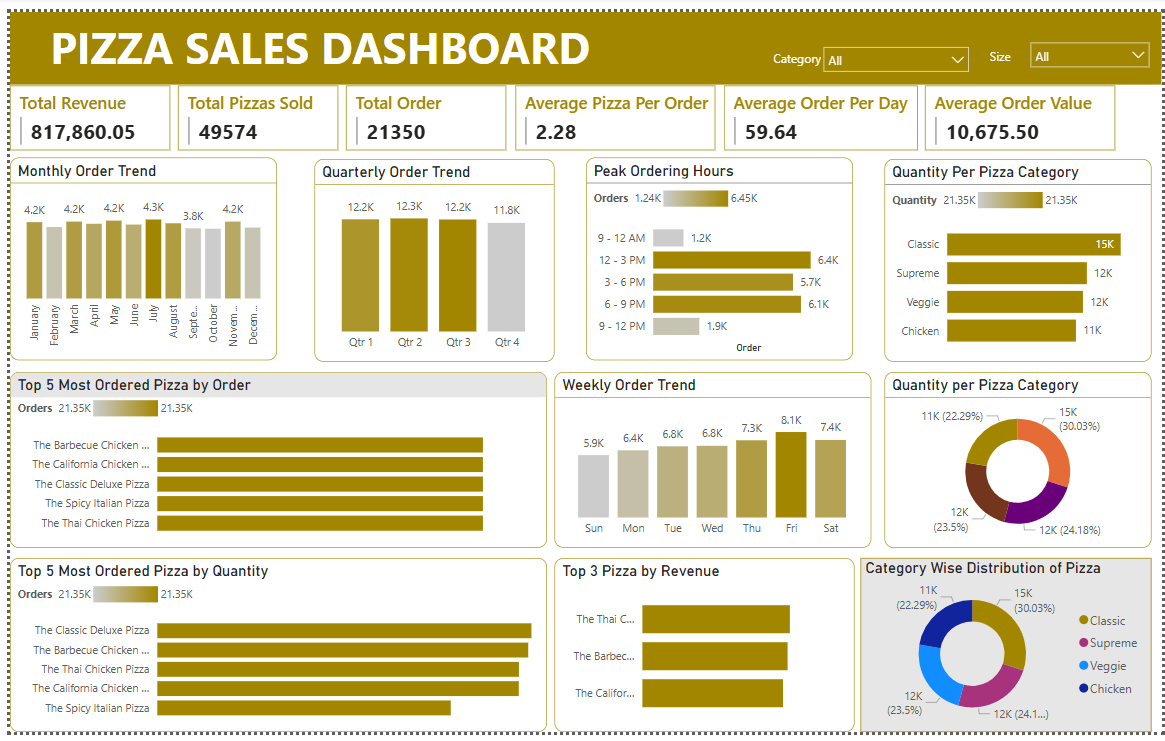 PIZZA SALES DASHBOARD
Category All
Size All
Total Revenue
817,860.05
Total Pizzas Sold
49574
Total Order
21350
Average Pizza Per Order
2.28
Average Order Per Day
59.64
Average Order Value
10,675.50
Monthly Order Trend
4.2K 4.2K 4.2K 4.3K 3.8K 4.2K
January February March April May June July August Septe... October Novem... Decem...
Quarterly Order Trend
12.2K 12.3K 12.2K 11.8K
Qtr 1 Qtr 2 Qtr 3 Qtr 4
Peak Ordering Hours
Orders 1.24K 6.45K
9 - 12 AM 1.2K
12 - 3 PM 6.4K
3 - 6 PM 5.7K
6 - 9 PM 6.1K
9 - 12 PM 1.9K
Order
Quantity Per Pizza Category
Quantity 21.35K 21.35K
Classic 15K
Supreme 12K
Veggie 12K
Chicken 11K
Top 5 Most Ordered Pizza by Order
Orders 21.35K 21.35K
The Barbecue Chicken ...
The California Chicken ...
The Classic Deluxe Pizza
The Spicy Italian Pizza
The Thai Chicken Pizza
Weekly Order Trend
5.9K 6.4K 6.8K 6.8K 7.3K 8.1K 7.4K
Sun Mon Tue Wed Thu Fri Sat
Quantity per Pizza Category
11K (22.29%)
15K
(30.03%)
12K
(23.5%)
12K (24.18%)
Top 5 Most Ordered Pizza by Quantity
Orders 21.35K 21.35K
The Classic Deluxe Pizza
The Barbecue Chicken ...
The Thai Chicken Pizza
The California Chicken ...
The Spicy Italian Pizza
Top 3 Pizza by Revenue
The Thai C...
The Barbec...
The Califor...
Category Wise Distribution of Pizza
11K
(22.29%)
15K
(30.03%)
12K
(23.5%)
12K (24.1...)
Classic
Supreme
Veggie
Chicken